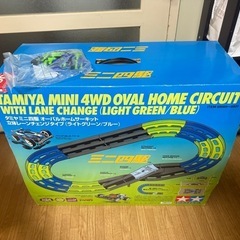 ミニ四駆
TAMIYA MINI 4WD OVAL HOME CIRCUIT
WITH LANE CHANGE (LIGHT GREEN/BLUE)
タミヤミニ四駆 オーバルホームサーキット
立体レーンチェンジタイプ (ライトグリーン/ブルー)
ミニ四駆